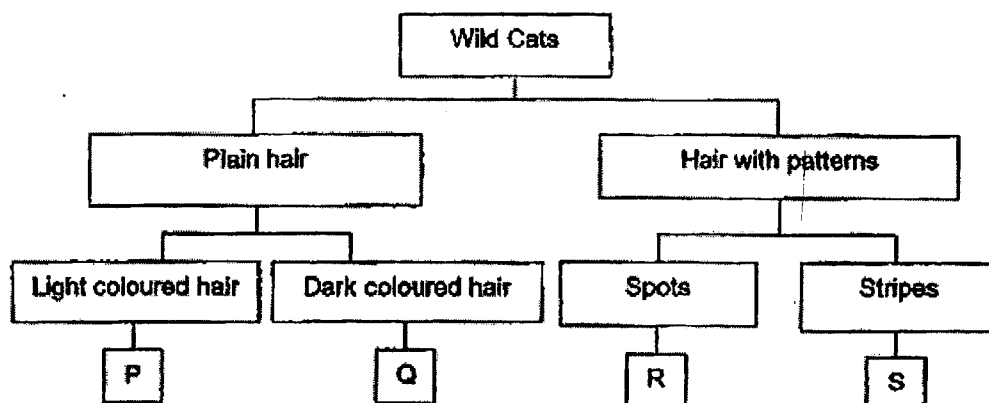 Wild Cats
Plain hair
Hair with patterns
Light coloured hair
Dark coloured hair
Spots
Stripes
P
Q
R
S